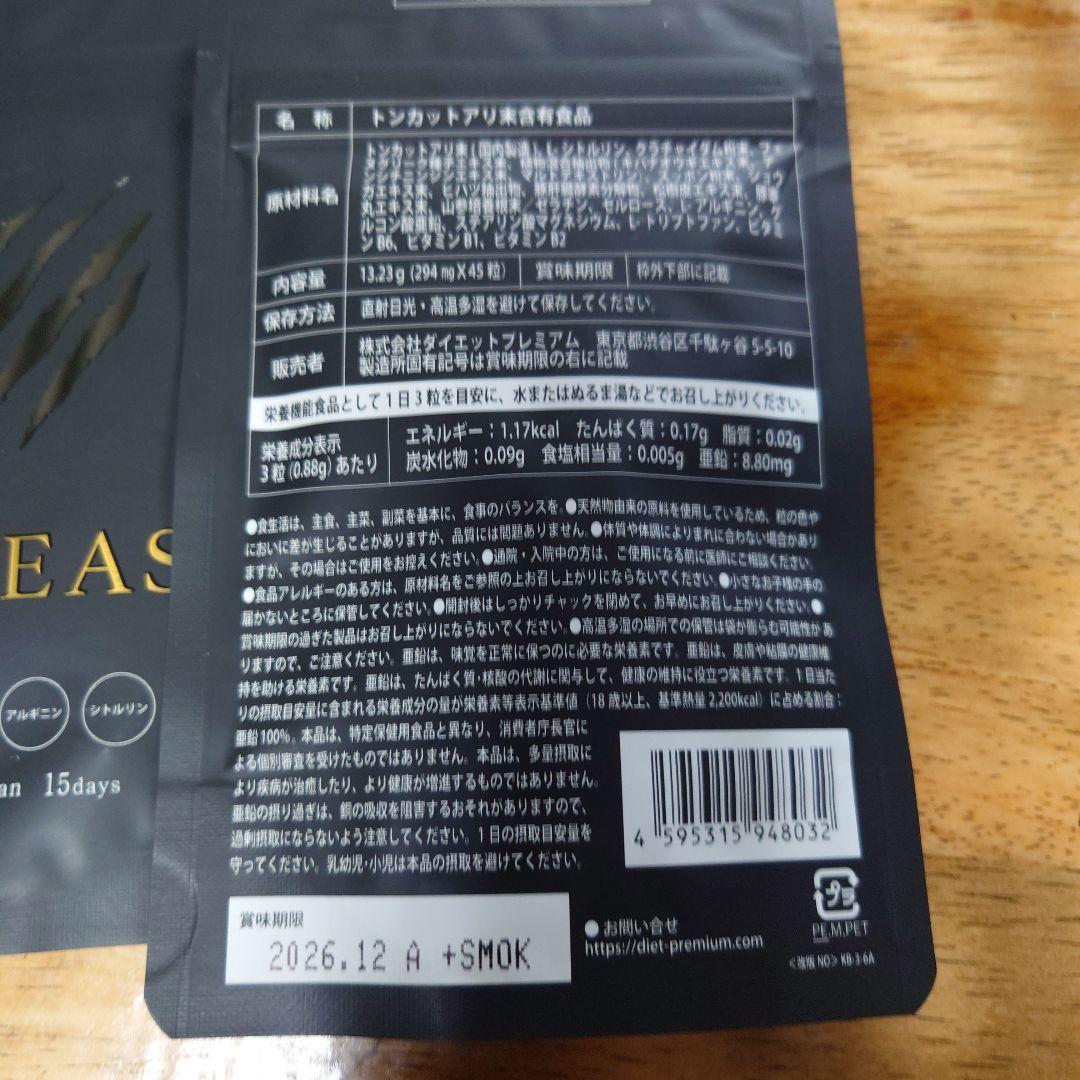 名 称 トンカットアリ末含有食品
原材料名
トンカットアリ末(国内製造)、L-シトルリン、クラチャイダム粉末、
ルコン酸亜鉛、ステアリン酸マグネシウム、L-トリプトファン、ビタミ
ンB6、ビタミンB1、ビタミンB2
内容量 13.23g (294㎎X45粒) 賞味期限 枠外下部に記載
保存方法 直射日光・高温多湿を避けて保存してください。
販売者 株式会社ダイエットプレミアム 東京都渋谷区千駄ヶ谷5-5-10
製造所固有記号は賞味期限の右に記載
栄養機能食品として1日3粒を目安に、水またはぬるま湯などでお召し上がりください。
栄養成分表示
3粒(0.88g)あたり
エネルギー:1.17kcal たんぱく質:0.17g 脂質:0.02g
炭水化物:0.09g 食塩相当量:0.005g 亜鉛:8.80mg
●食生活は、主食、主菜、副菜を基本に、食事のバランスを。●天然物由来の原料を使用しているため、粒の色や
においに差が生じることがありますが、品質には問題ありません。●体質や体調によりまれに合わない場合があり
ますが、その場合はご使用をお控えください。●通院・入院中の方は、ご使用になる前に医師にご相談ください。
●食品アレルギーのある方は、原材料名をご参照の上お召し上がりにならないでください。●小さなお子様の手の
届かないところに保管してください。●開封後はしっかりチャックを閉めて、お早めにお召し上がりください。●
賞味期限の過ぎた製品はお召し上がりにならないでください。●高温多湿の場所での保管は袋が膨らむ可能性があ
りますので、ご注意ください。亜鉛は、味覚を正常に保つのに必要な栄養素です。亜鉛は、皮膚や粘膜の健康維
持を助ける栄養素です。亜鉛は、たんぱく質・核酸の代謝に関与して、健康の維持に役立つ栄養素です。1日当た
りの摂取目安量に含まれる栄養成分の量が栄養素等表示基準値(18歳以上、基準熱量2,200kcal)に占める割合:
亜鉛100%。本品は、特定保健用食品と異なり、消費者庁長官に
よる個別審査を受けたものではありません。本品は、多量摂取に
より疾病が治癒したり、より健康が増進するものではありません。
亜鉛の摂り過ぎは、銅の吸収を阻害するおそれがありますので、
過剰摂取にならないよう注意してください。1日の摂取目安量を
守ってください。乳幼児・小児は本品の摂取を避けてください。
4 595315 948032
プラ
PE,M,PET
賞味期限
2026.12 A +SMOK
●お問い合せ
https://diet-premium.com
<改版NO> KB-3-6A
EAS
アルギニン
シトルリン
an 15days